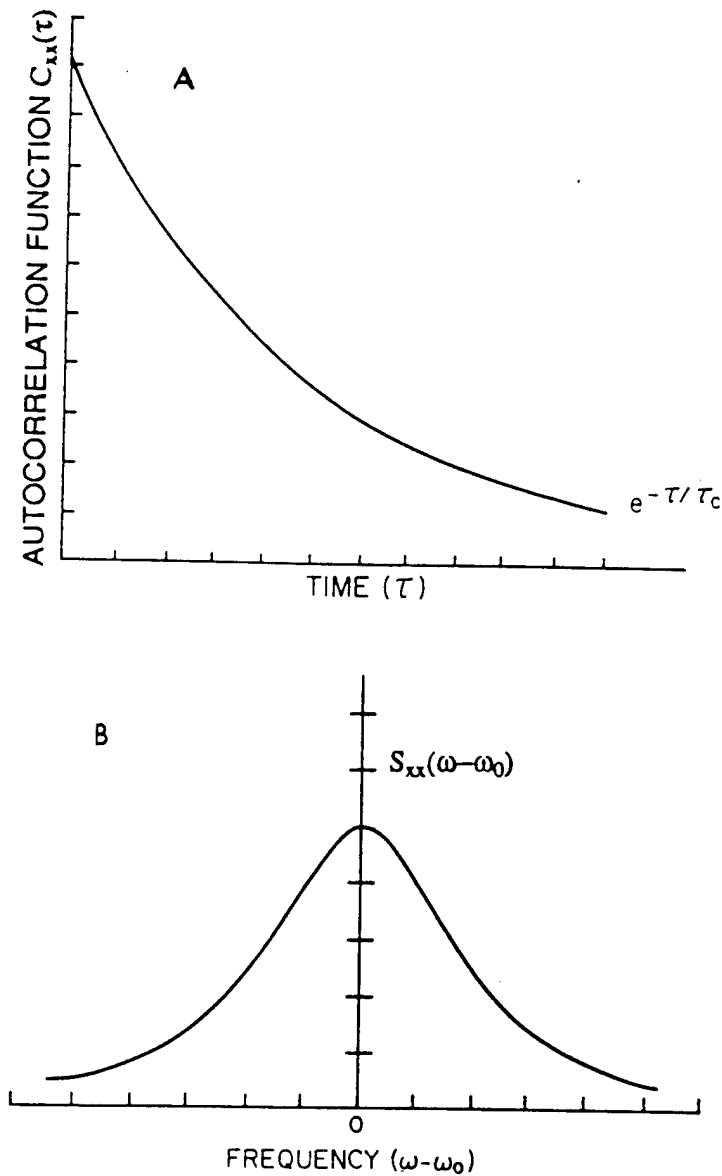 AUTOCORRELATION FUNCTION Cxx(τ)
A
e-τ/τc
TIME (τ)
B
Sxx(ω-ω0)
0
FREQUENCY (ω-ω0)